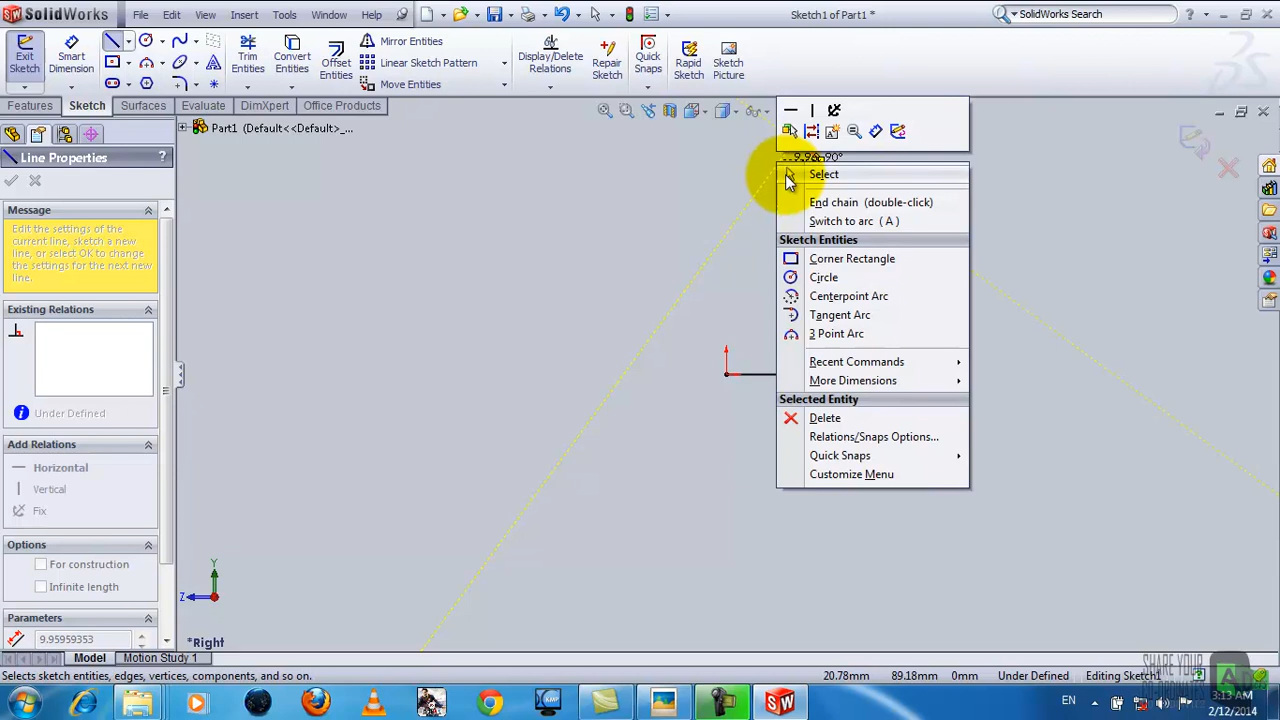 SolidWorks File Edit View Insert Tools Window Help Sketch1 of Part1 * SolidWorks Search
Exit Sketch Smart Dimension Trim Entities Convert Entities Offset Entities Mirror Entities Linear Sketch Pattern Move Entities Display/Delete Relations Repair Sketch Quick Snaps Rapid Sketch Sketch Picture
Features Sketch Surfaces Evaluate DimXpert Office Products
Part1 (Default<<Default>_...
Line Properties ?
Message
Edit the settings of the
current line, sketch a new
line, or select OK to change
the settings for the next new
line.
Existing Relations
Under Defined
Add Relations
Horizontal
Vertical
Fix
Options
For construction
Infinite length
Parameters
9.95959353
Select
End chain (double-click)
Switch to arc ( A )
Sketch Entities
Corner Rectangle
Circle
Centerpoint Arc
Tangent Arc
3 Point Arc
Recent Commands
More Dimensions
Selected Entity
Delete
Relations/Snaps Options...
Quick Snaps
Customize Menu
Y
Z
*Right
Model Motion Study 1
Selects sketch entities, edges, vertices, components, and so on. 20.78mm 89.18mm 0mm Under Defined Editing Sketch1
SHARE YOUR
EN 3:13 AM
2/12/2014